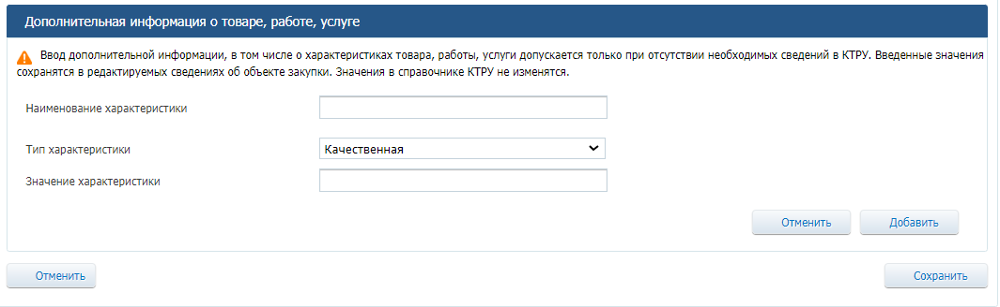 Дополнительная информация о товаре, работе, услуге
Ввод дополнительной информации, в том числе о характеристиках товара, работы, услуги допускается только при отсутствии необходимых сведений в КТРУ. Введенные значения
сохранятся в редактируемых сведениях об объекте закупки. Значения в справочнике КТРУ не изменятся.
Наименование характеристики
Тип характеристики
Качественная
Значение характеристики
Отменить
Добавить
Отменить
Сохранить